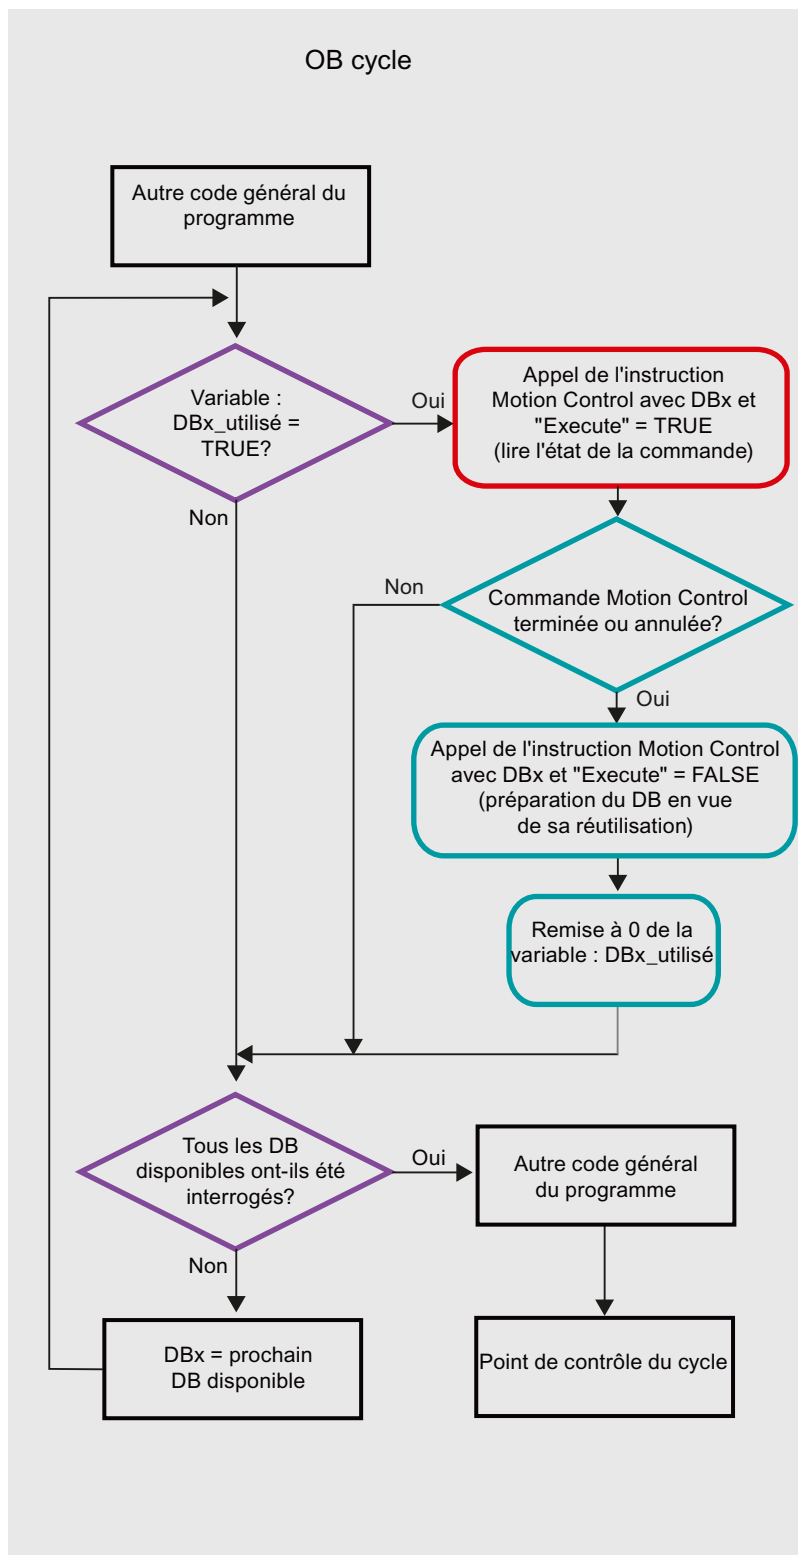 OB cycle
Autre code général du
programme
Variable :
DBx_utilisé =
TRUE?
Oui
Appel de l'instruction
Motion Control avec DBx et
"Execute" = TRUE
(lire l'état de la commande)
Non
Non
Commande Motion Control
terminée ou annulée?
Oui
Appel de l'instruction Motion Control
avec DBx et "Execute" = FALSE
(préparation du DB en vue
de sa réutilisation)
Remise à 0 de la
variable : DBx_utilisé
Tous les DB
disponibles ont-ils été
interrogés?
Oui
Autre code général
du programme
Non
DBx = prochain
DB disponible
Point de contrôle du cycle